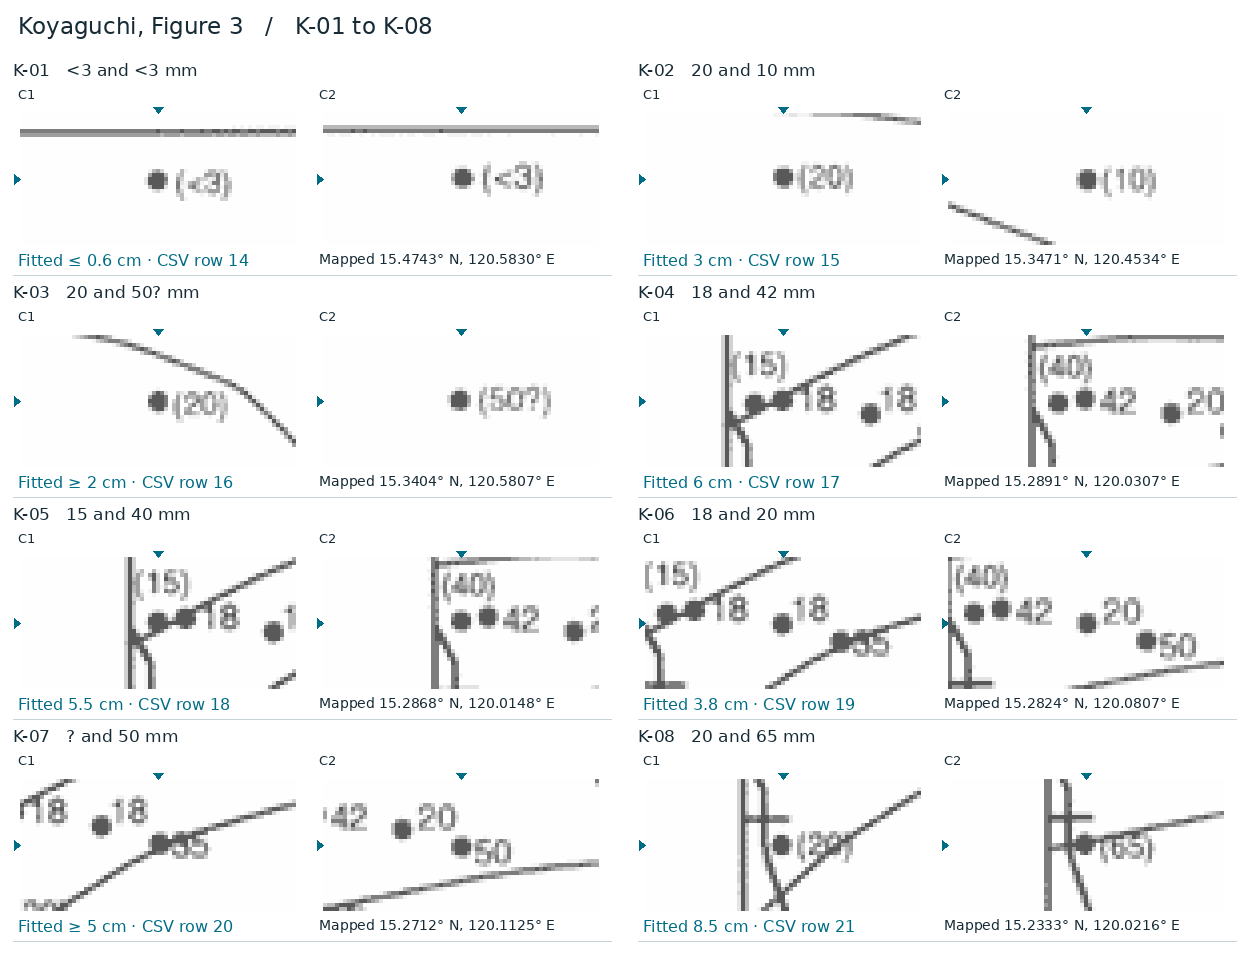 Koyaguchi, Figure 3 / K-01 to K-08
K-01 <3 and <3 mm
C1
C2
(<3)
(<3)
Fitted ≤ 0.6 cm · CSV row 14
Mapped 15.4743° N, 120.5830° E
K-02 20 and 10 mm
C1
C2
(20)
(10)
Fitted 3 cm · CSV row 15
Mapped 15.3471° N, 120.4534° E
K-03 20 and 50? mm
C1
C2
(20)
(50?)
Fitted ≥ 2 cm · CSV row 16
Mapped 15.3404° N, 120.5807° E
K-04 18 and 42 mm
C1
C2
(15)
18 18
(40)
42 20
Fitted 6 cm · CSV row 17
Mapped 15.2891° N, 120.0307° E
K-05 15 and 40 mm
C1
C2
(15)
18
(40)
42
Fitted 5.5 cm · CSV row 18
Mapped 15.2868° N, 120.0148° E
K-06 18 and 20 mm
C1
C2
(15)
18 18
(40)
42 20
50
Fitted 3.8 cm · CSV row 19
Mapped 15.2824° N, 120.0807° E
K-07 ? and 50 mm
C1
C2
18 18
42 20
50
Fitted ≥ 5 cm · CSV row 20
Mapped 15.2712° N, 120.1125° E
K-08 20 and 65 mm
C1
C2
(20)
(65)
Fitted 8.5 cm · CSV row 21
Mapped 15.2333° N, 120.0216° E